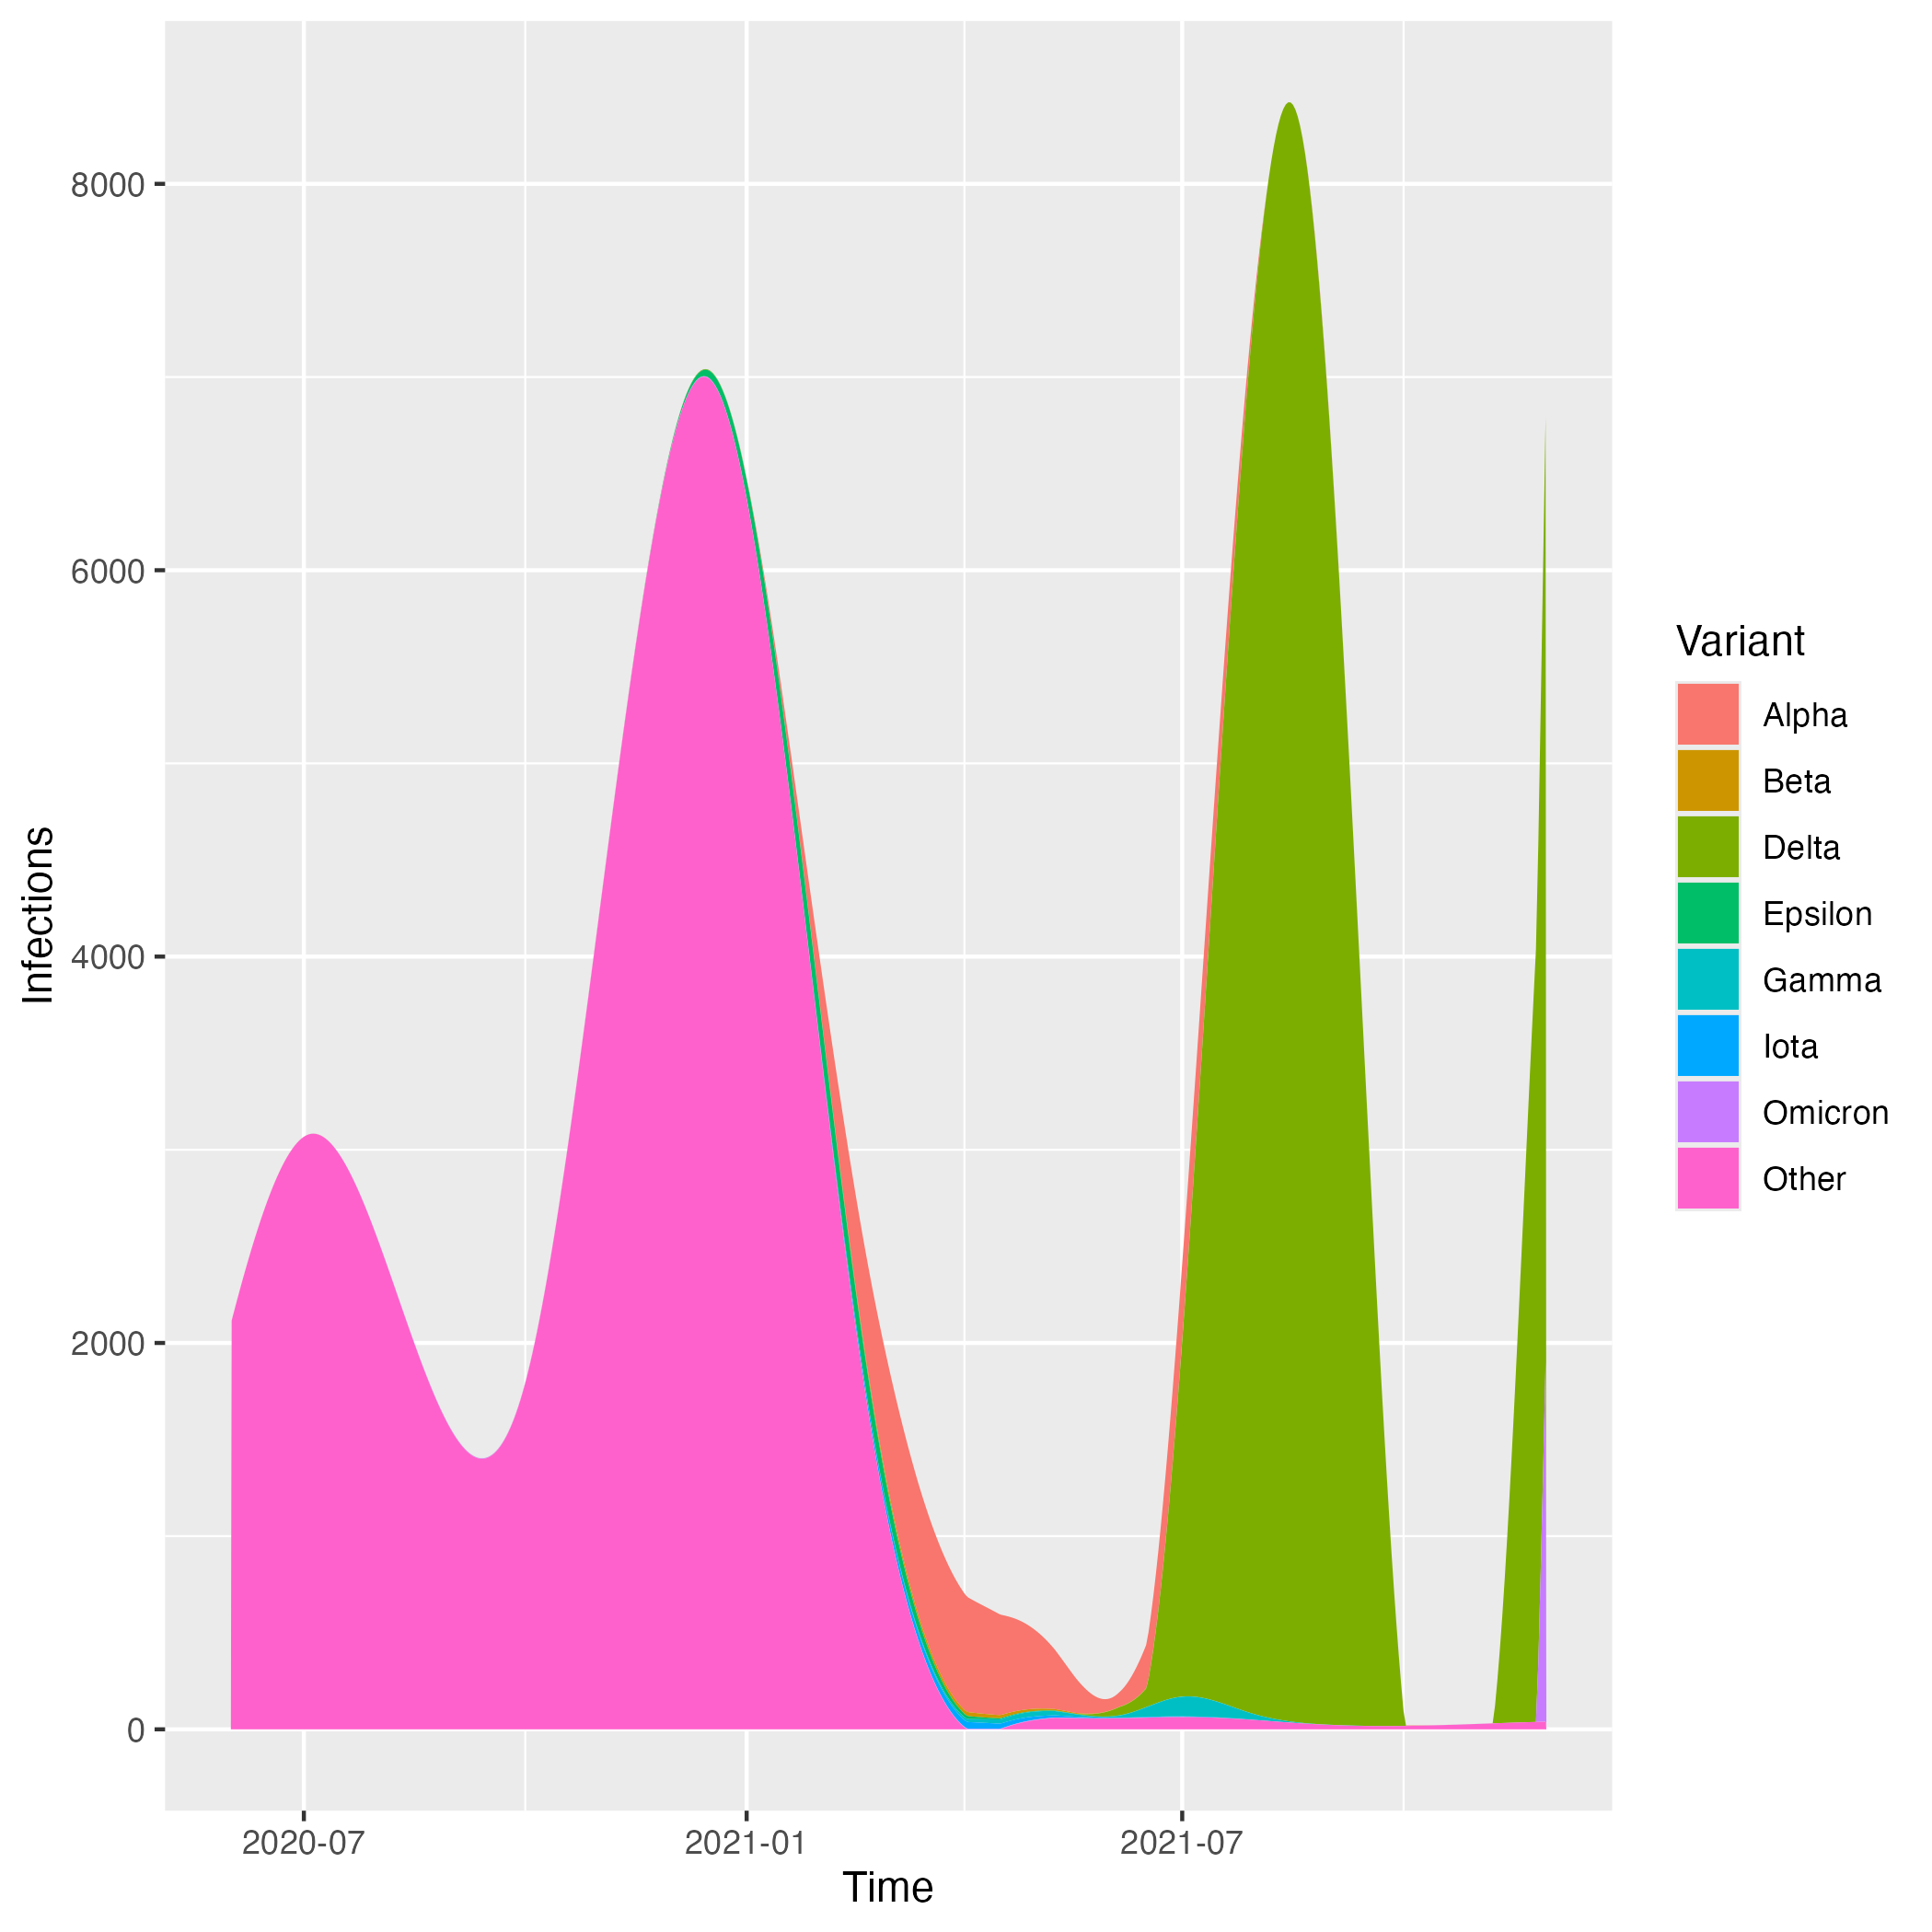 8000
6000
4000
2000
0
Infections
2020-07
2021-01
2021-07
Time
Variant
Alpha
Beta
Delta
Epsilon
Gamma
Iota
Omicron
Other